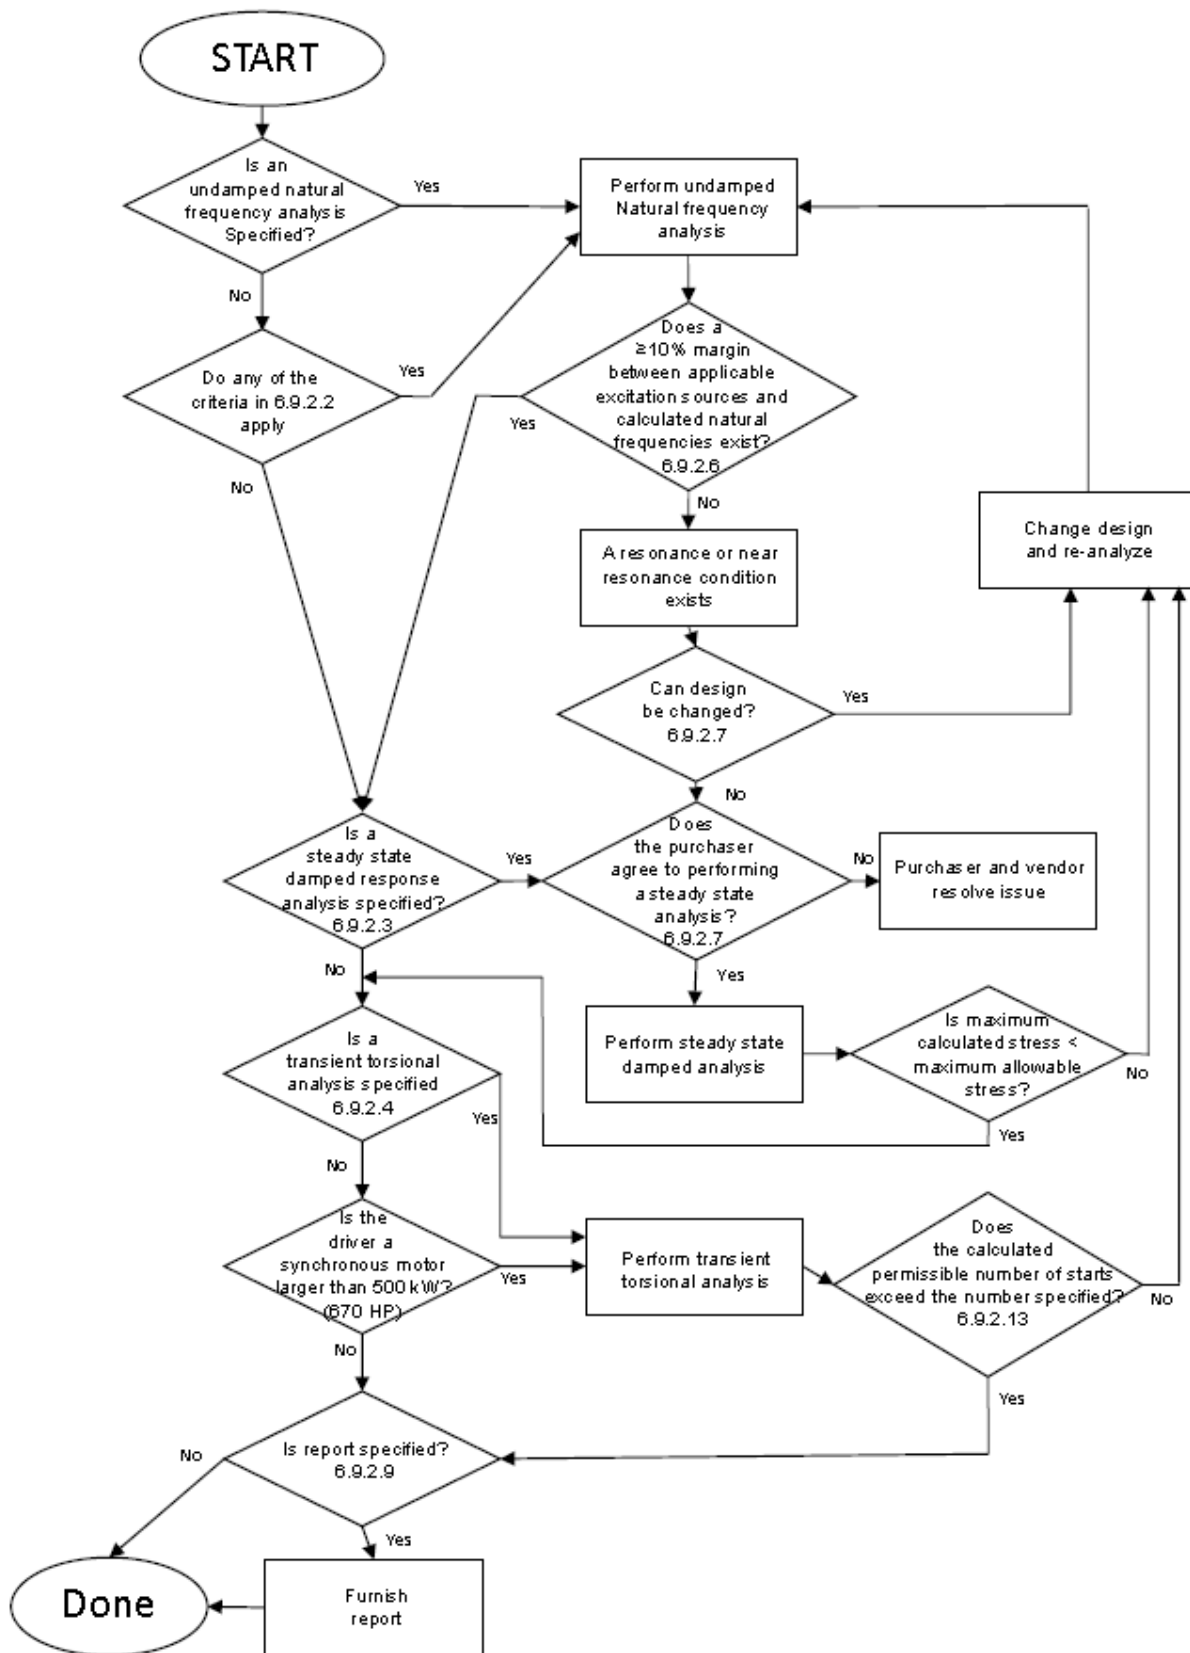 START
Is an
undamped natural
frequency analysis
Specified?
Yes
Perform undamped
Natural frequency
analysis
No
Do any of the
criteria in 6.9.2.2
apply
Yes
No
Does a
≥10% margin
between applicable
excitation sources and
calculated natural
frequencies exist?
6.9.2.6
Yes
No
A resonance or near
resonance condition
exists
Change design
and re-analyze
Can design
be changed?
6.9.2.7
Yes
No
Is a
steady state
damped response
analysis specified?
6.9.2.3
Yes
Does
the purchaser
agree to performing
a steady state
analysis?
6.9.2.7
No
Purchaser and vendor
resolve issue
No
Yes
Perform steady state
damped analysis
Is maximum
calculated stress <
maximum allowable
stress?
No
Yes
Is a
transient torsional
analysis specified
6.9.2.4
Yes
No
Is the
driver a
synchronous motor
larger than 500 kW?
(670 HP)
Yes
Perform transient
torsional analysis
Does
the calculated
permissible number of starts
exceed the number specified?
6.9.2.13
No
Yes
No
Is report specified?
6.9.2.9
No
Yes
Furnish
report
Done